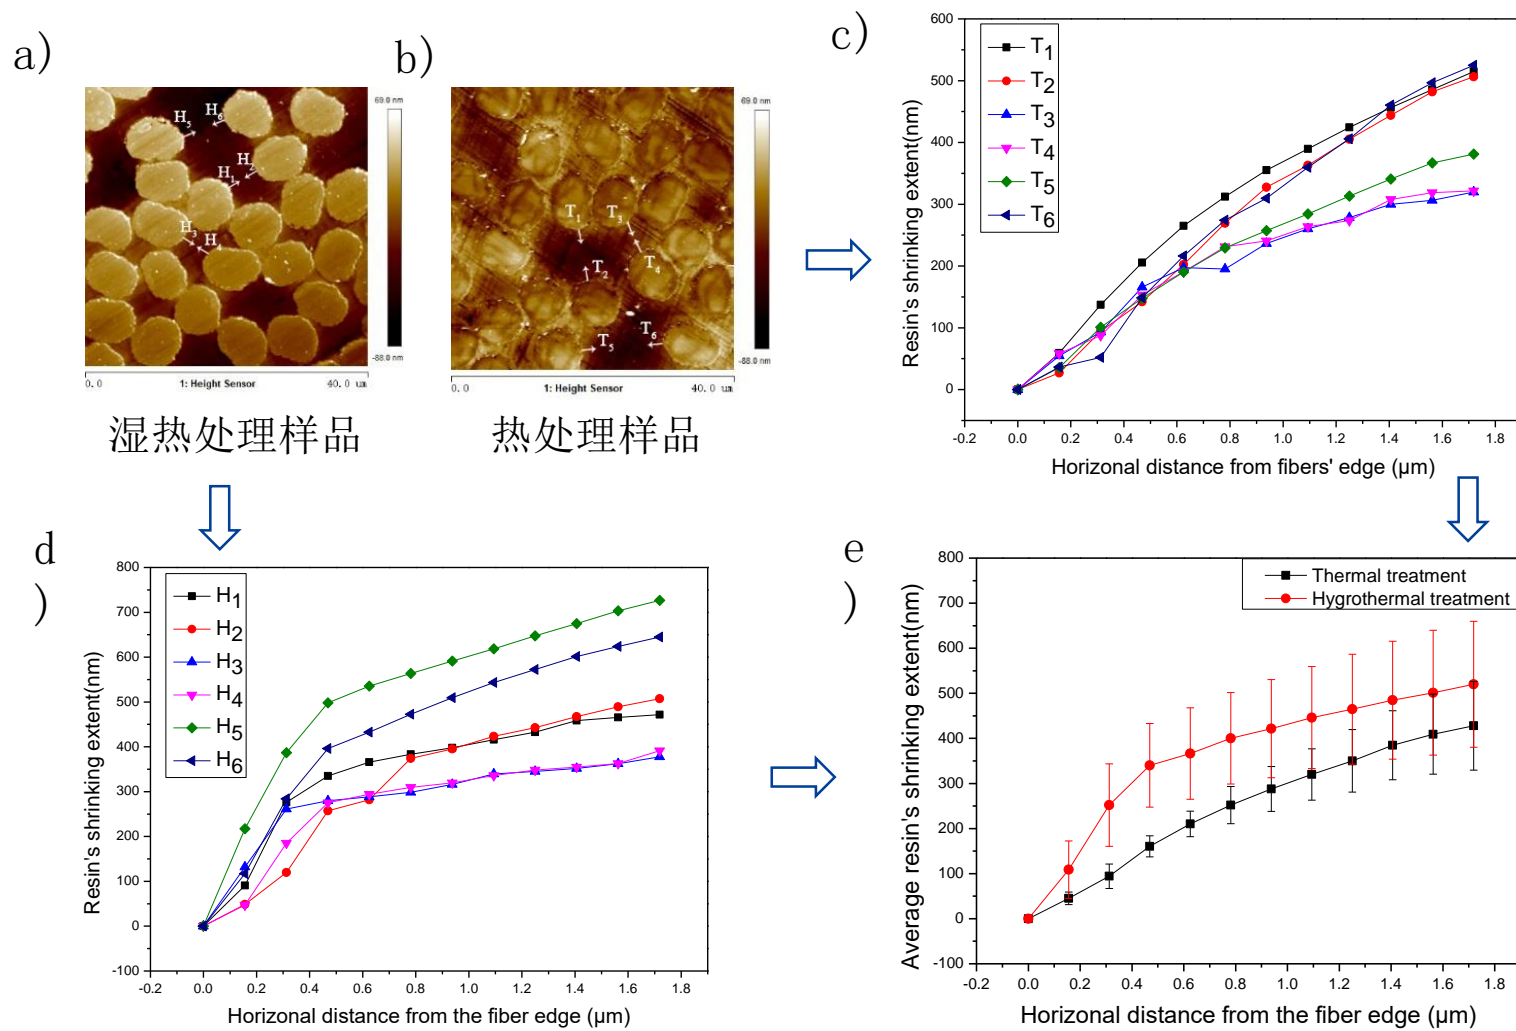 a)
69.0 nm
H5
H6
H2
H1
H3
H4
-88.0 nm
0.0
1: Height Sensor
40.0 um
湿热处理样品
b)
69.0 nm
T1
T3
T2
T4
T5
T6
-88.0 nm
0.0
1: Height Sensor
40.0 um
热处理样品
c)
Resin's shrinking extent(nm)
600
500
400
300
200
100
0
T1
T2
T3
T4
T5
T6
-0.2 0.0 0.2 0.4 0.6 0.8 1.0 1.2 1.4 1.6 1.8
Horizonal distance from fibers' edge (μm)
d
)
Resin's shrinking extent(nm)
800
700
600
500
400
300
200
100
0
-100
H1
H2
H3
H4
H5
H6
-0.2 0.0 0.2 0.4 0.6 0.8 1.0 1.2 1.4 1.6 1.8
Horizonal distance from the fiber edge (μm)
e
)
Average resin's shrinking extent(nm)
800
700
600
500
400
300
200
100
0
-100
Thermal treatment
Hygrothermal treatment
-0.2 0.0 0.2 0.4 0.6 0.8 1.0 1.2 1.4 1.6 1.8
Horizonal distance from the fiber edge (μm)